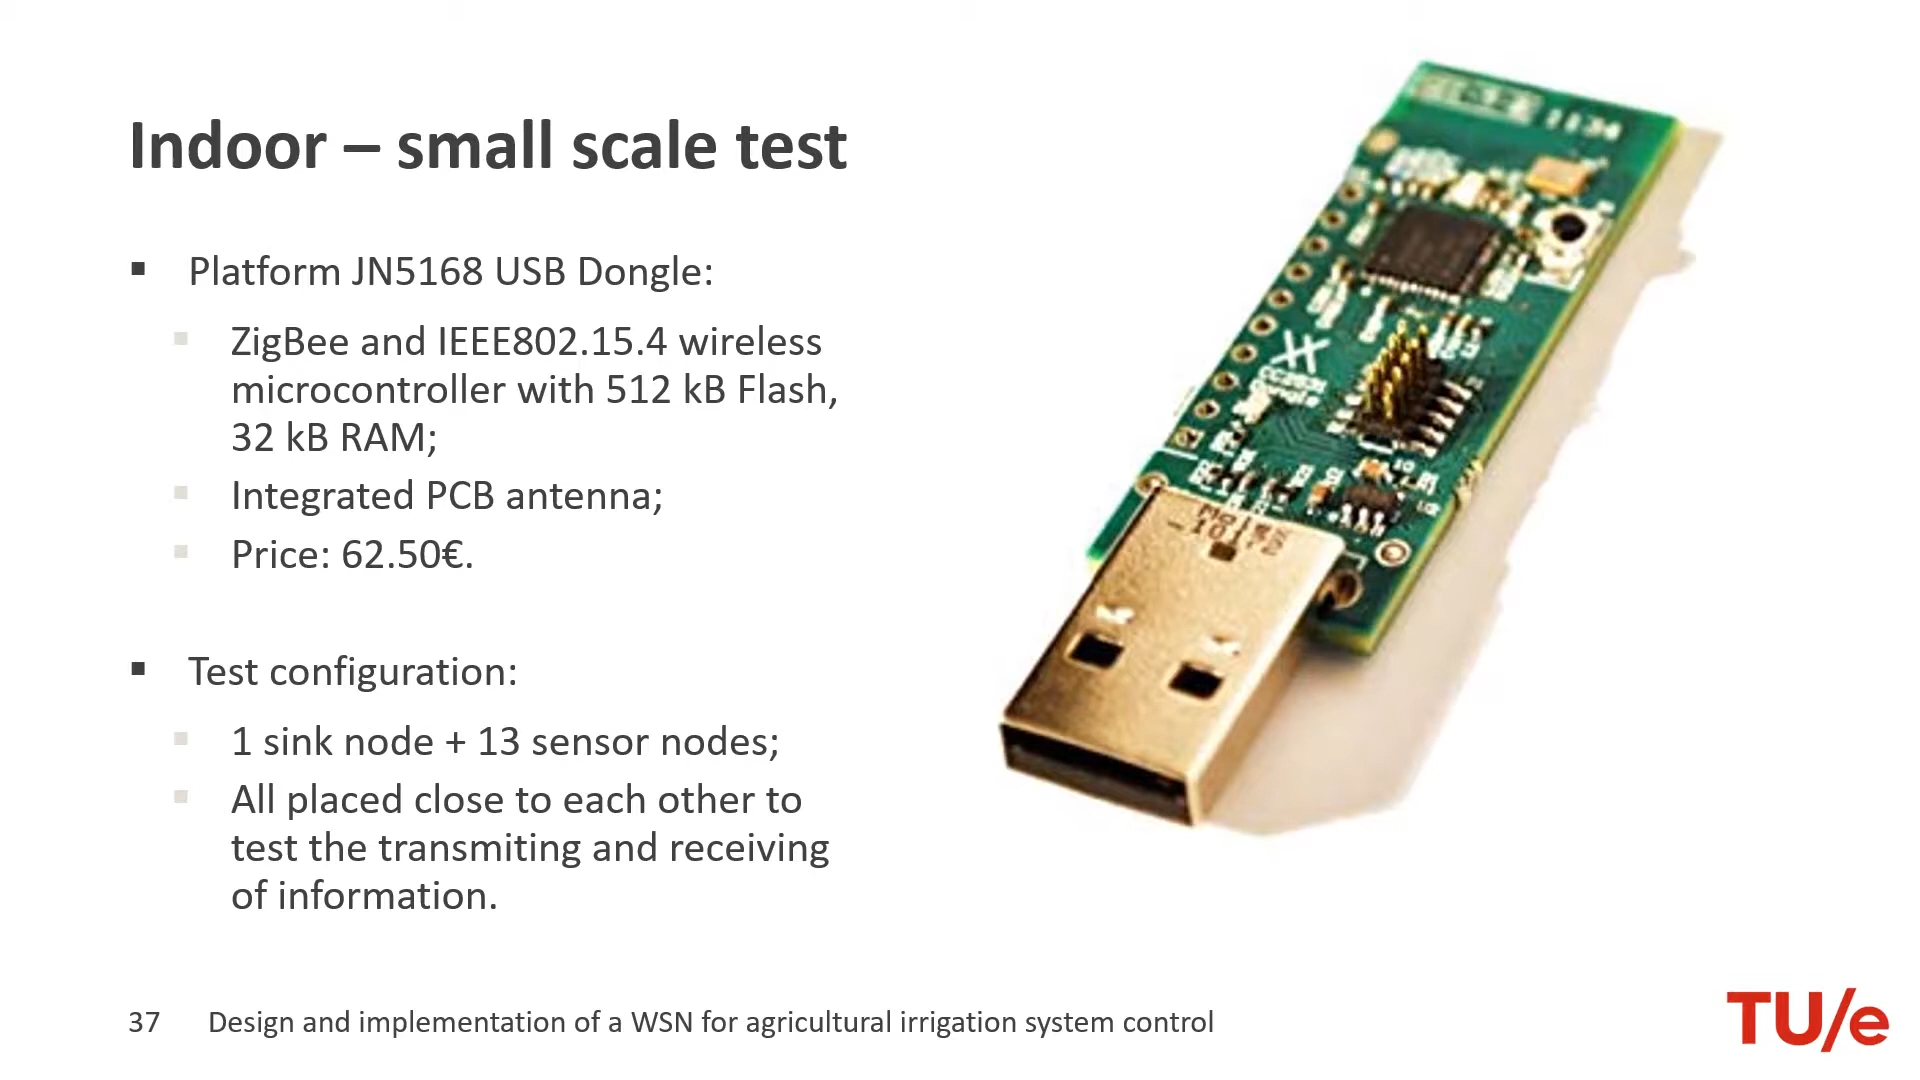 Indoor – small scale test
Platform JN5168 USB Dongle:
ZigBee and IEEE802.15.4 wireless
microcontroller with 512 kB Flash,
32 kB RAM;
Integrated PCB antenna;
Price: 62.50€.
Test configuration:
1 sink node + 13 sensor nodes;
All placed close to each other to
test the transmiting and receiving
of information.
1134
37 Design and implementation of a WSN for agricultural irrigation system control
TU/e